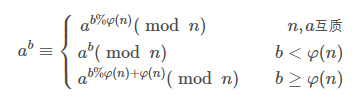 a^b ≡ { a^{b%φ(n)}( mod n) n, a互质
a^b( mod n) b < φ(n)
a^{b%φ(n)+φ(n)}( mod n) b ≥ φ(n)